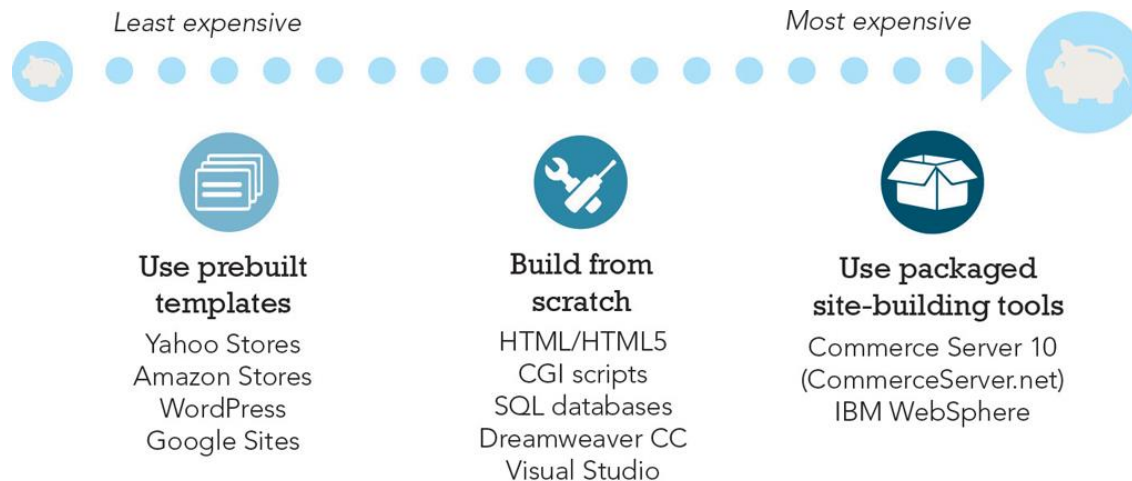 Least expensive
Most expensive
Use prebuilt
templates
Yahoo Stores
Amazon Stores
WordPress
Google Sites
Build from
scratch
HTML/HTML5
CGI scripts
SQL databases
Dreamweaver CC
Visual Studio
Use packaged
site-building tools
Commerce Server 10
(CommerceServer.net)
IBM WebSphere